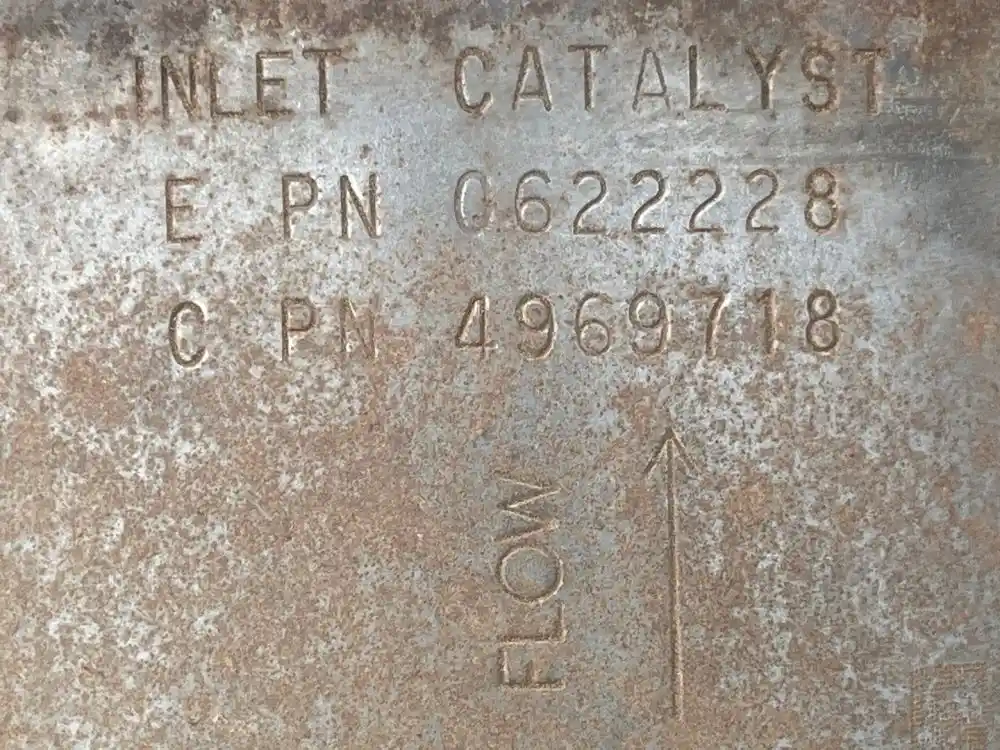 INLET CATALYST
E PN 0622228
C PN 4969718
FLOW